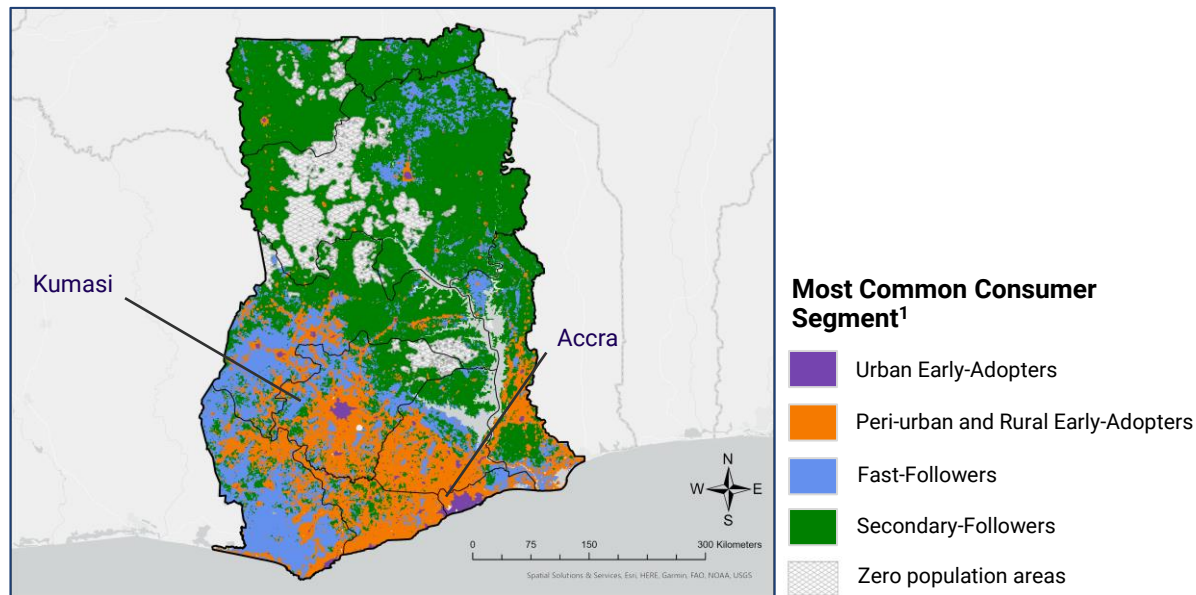 Kumasi
Accra
N
W E
S
0 75 150 300 Kilometers
Spatial Solutions & Services, Esri, HERE, Garmin, FAO, NOAA, USGS
Most Common Consumer
Segment¹
Urban Early-Adopters
Peri-urban and Rural Early-Adopters
Fast-Followers
Secondary-Followers
Zero population areas